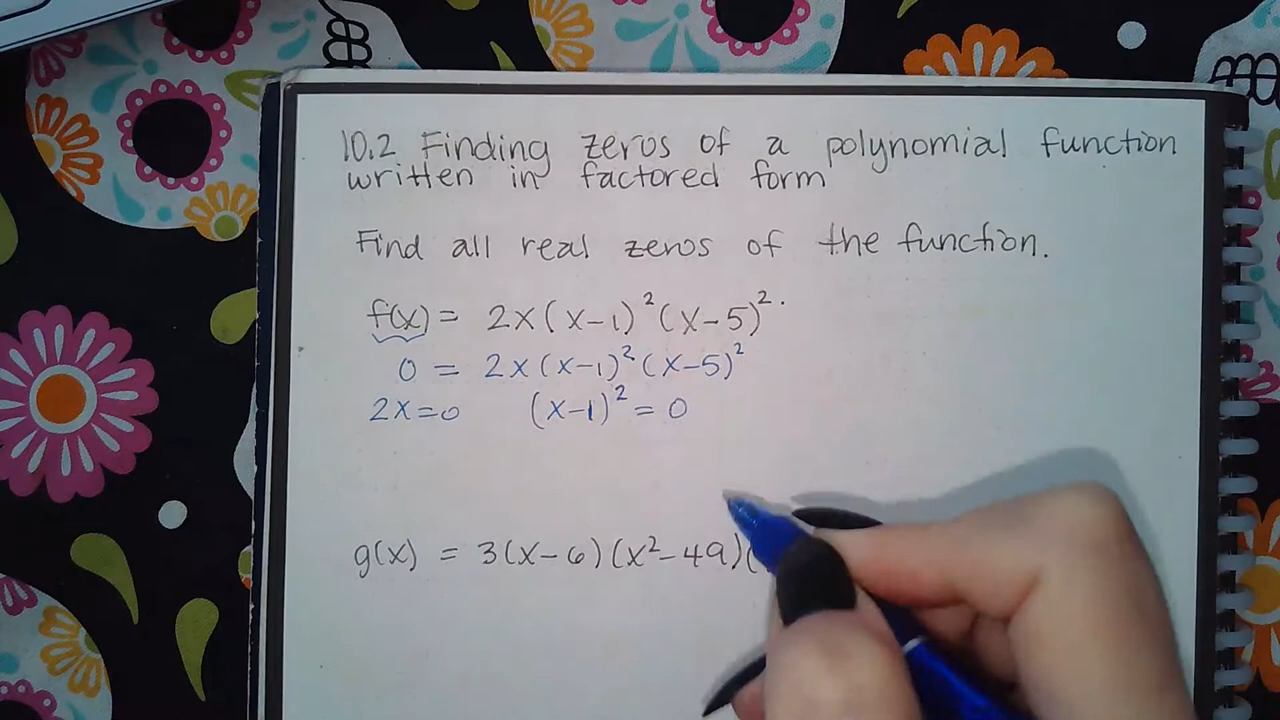 10.2 Finding zeros of a polynomial function
written in factored form
Find all real zeros of the function.
f(x) = 2x(x-1)²(x-5)².
0 = 2x(x-1)²(x-5)²
2x=0 (x-1)² = 0
g(x) = 3(x-6)(x²-49)(